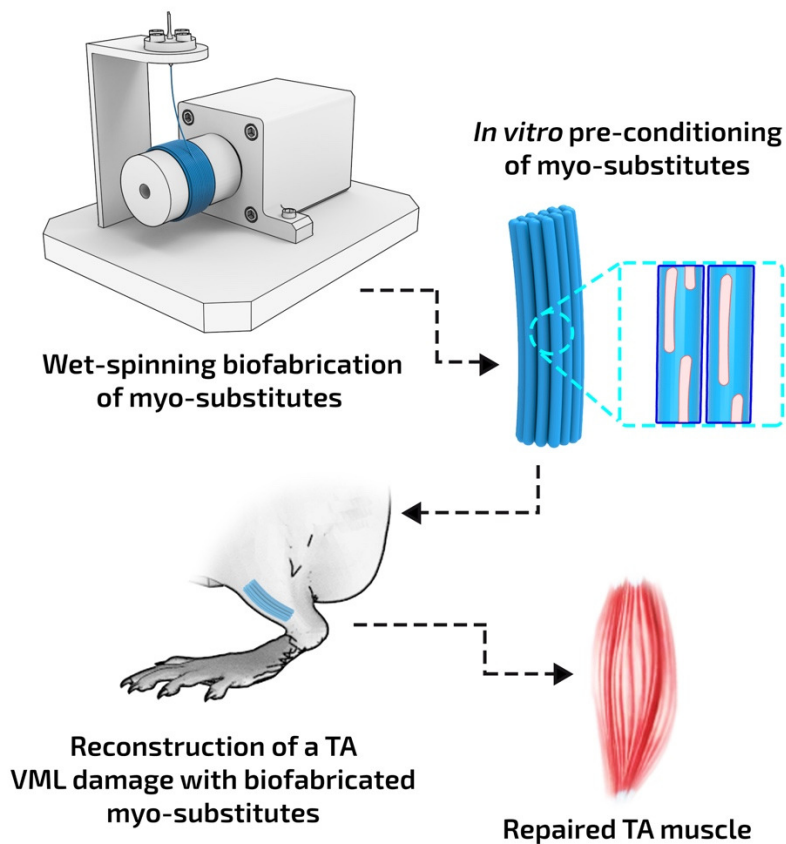 In vitro pre-conditioning
of myo-substitutes
Wet-spinning biofabrication
of myo-substitutes
Reconstruction of a TA
VML damage with biofabricated
myo-substitutes
Repaired TA muscle